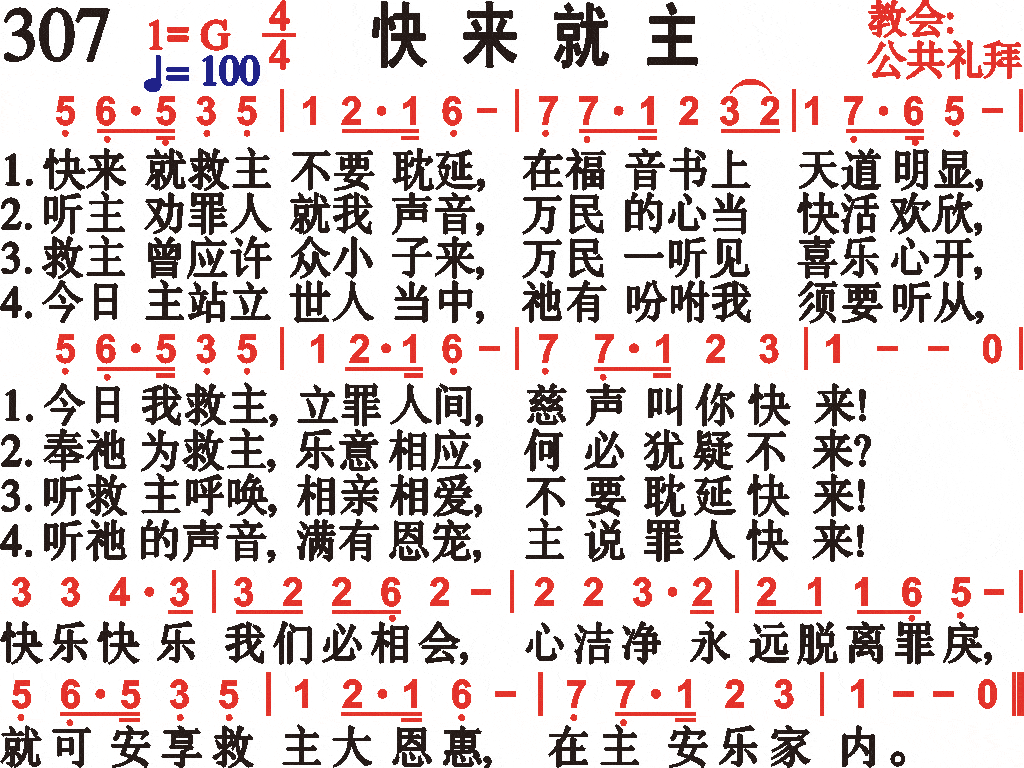 307 1= G 4/4 快来就主 教会:
♩= 100 公共礼拜
5 6·5 3 5 | 1 2·1 6 – | 7 7·1 2 3 2 | 1 7·6 5 – |
1. 快来 就救主 不要 耽延, 在福 音书上 天道明显,
2. 听主 劝罪人 就我 声音, 万民 的心当 快活欢欣,
3. 救主 曾应许 众小 子来, 万民 一听见 喜乐心开,
4. 今日 主站立 世人 当中, 祂有 吩咐我 须要听从,
5 6·5 3 5 | 1 2·1 6 – | 7 7·1 2 3 | 1 – – 0 |
1. 今日 我救主, 立罪人间, 慈声叫你快来!
2. 奉祂为救主, 乐意相应, 何必犹疑不来?
3. 听救主呼唤, 相亲相爱, 不要耽延快来!
4. 听祂的声音, 满有恩宠, 主说罪人快来!
3 3 4·3 | 3 2 2 6 2 – | 2 2 3·2 | 2 1 1 6 5 – |
快乐快乐 我们必相会, 心洁净 永远脱离罪戾,
5 6·5 3 5 | 1 2·1 6 – | 7 7·1 2 3 | 1 – – 0 ‖
就可安享救 主大恩惠, 在主安乐家内。